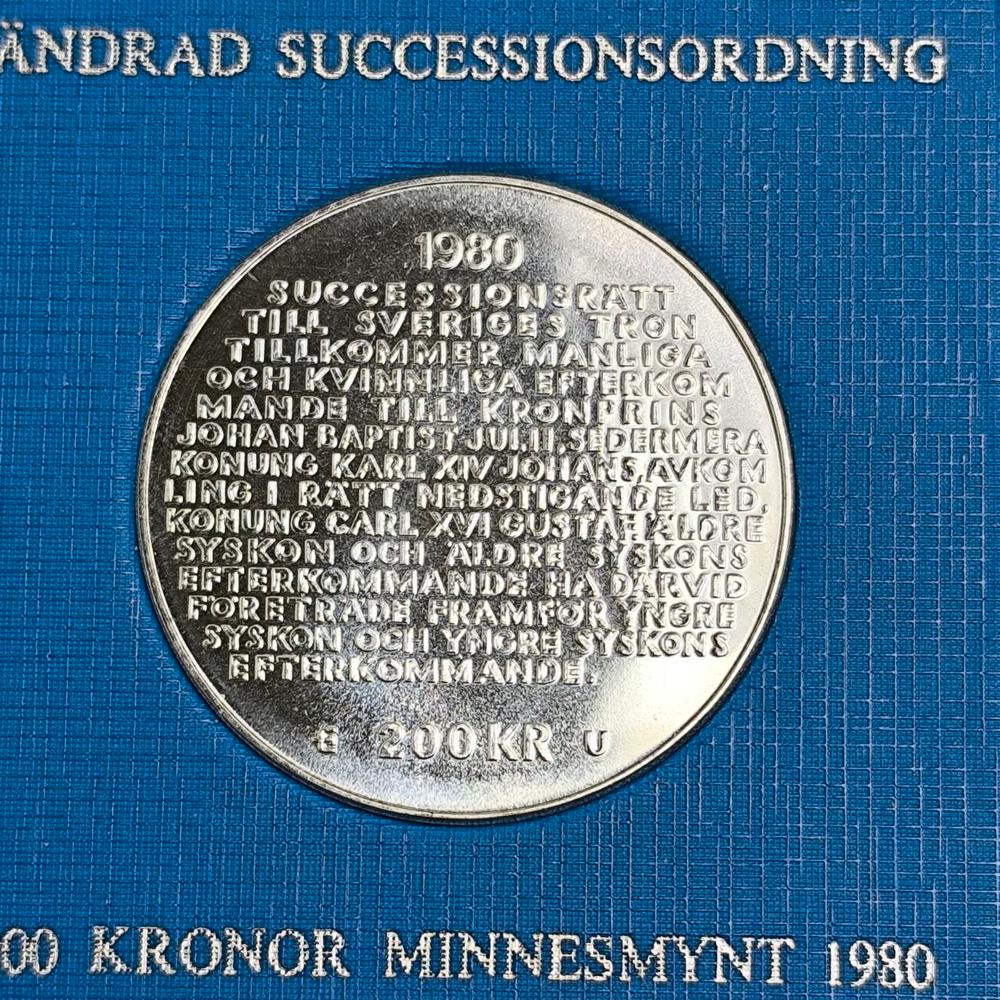 ÄNDRAD SUCCESSIONSORDNING
1980
SUCCESSIONSRÄTT
TILL SVERIGES TRON
TILLKOMMER MANLIGA
OCH KVINNLIGA EFTERKOM
MANDE TILL KRONPRINS
JOHAN BAPTIST JULII, SEDERMERA
KONUNG KARL XIV JOHANS, AVKOM
LING I RÄTT NEDSTIGANDE LED,
KONUNG CARL XVI GUSTAF. ÄLDRE
SYSKON OCH ÄLDRE SYSKONS
EFTERKOMMANDE HA DÄRVID
FÖRETRÄDE FRAMFÖR YNGRE
SYSKON OCH YNGRE SYSKONS
EFTERKOMMANDE.
B 200 KR U
00 KRONOR MINNESMYNT 1980